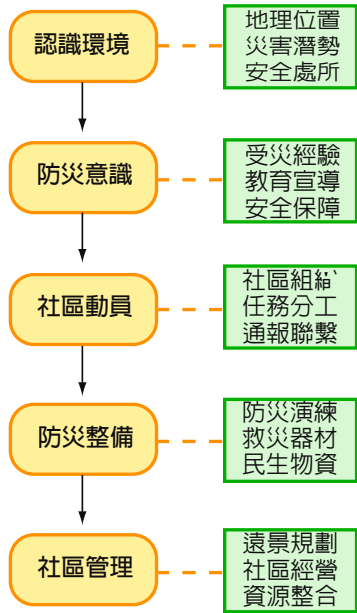 認識環境
地理位置
災害潛勢
安全處所
防災意識
受災經驗
教育宣導
安全保障
社區動員
社區組
任務分工
通報聯繫
防災整備
防災演練
救災器材
民生物資
社區管理
遠景規劃
社區經營
資源整合